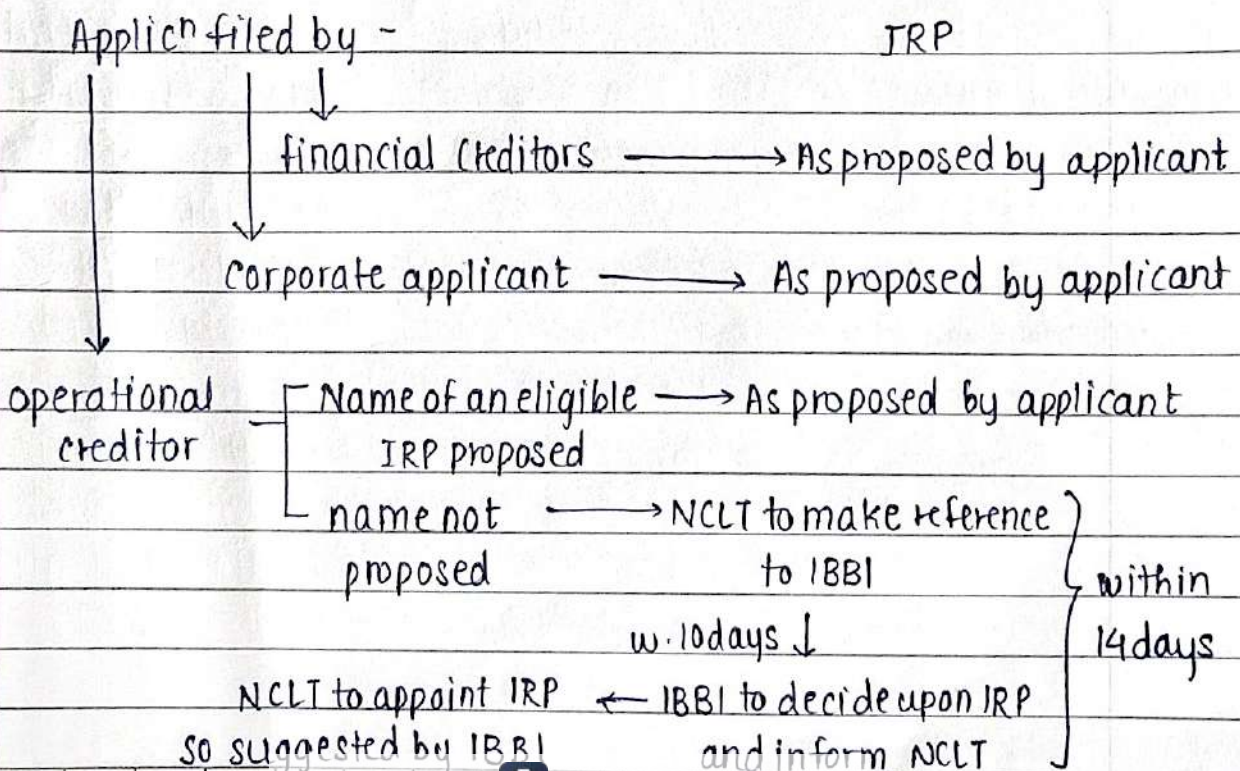 Applicⁿ filed by - IRP
financial Creditors → As proposed by applicant
corporate applicant → As proposed by applicant
operational Name of an eligible → As proposed by applicant
creditor IRP proposed
name not → NCLT to make reference
proposed to IBBI within
w. 10days ↓ 14days
NCLT to appoint IRP ← IBBI to decide upon IRP
so suggested by IBBI and inform NCLT